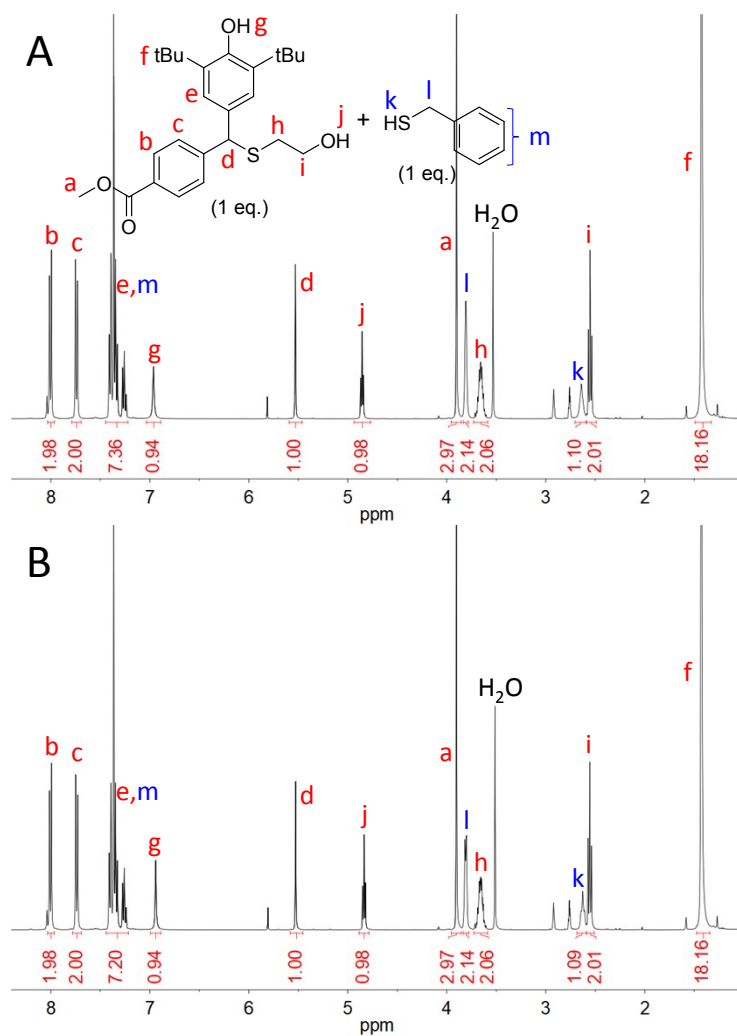 A
OH g
f tBu tBu
e
k l
HS
m
j
h
OH
+
b c
d S i
a O
O
(1 eq.)
(1 eq.)
b c e,m g d j a l h H₂O k i f
1.98 2.00 7.36 0.94 1.00 0.98 2.97 2.14 2.06 1.10 2.01 18.16
8 7 6 5 4 3 2
ppm
B
b c e,m g d j a l h H₂O k i f
1.98 2.00 7.20 0.94 1.00 0.98 2.97 2.14 2.06 1.09 2.01 18.16
8 7 6 5 4 3 2
ppm